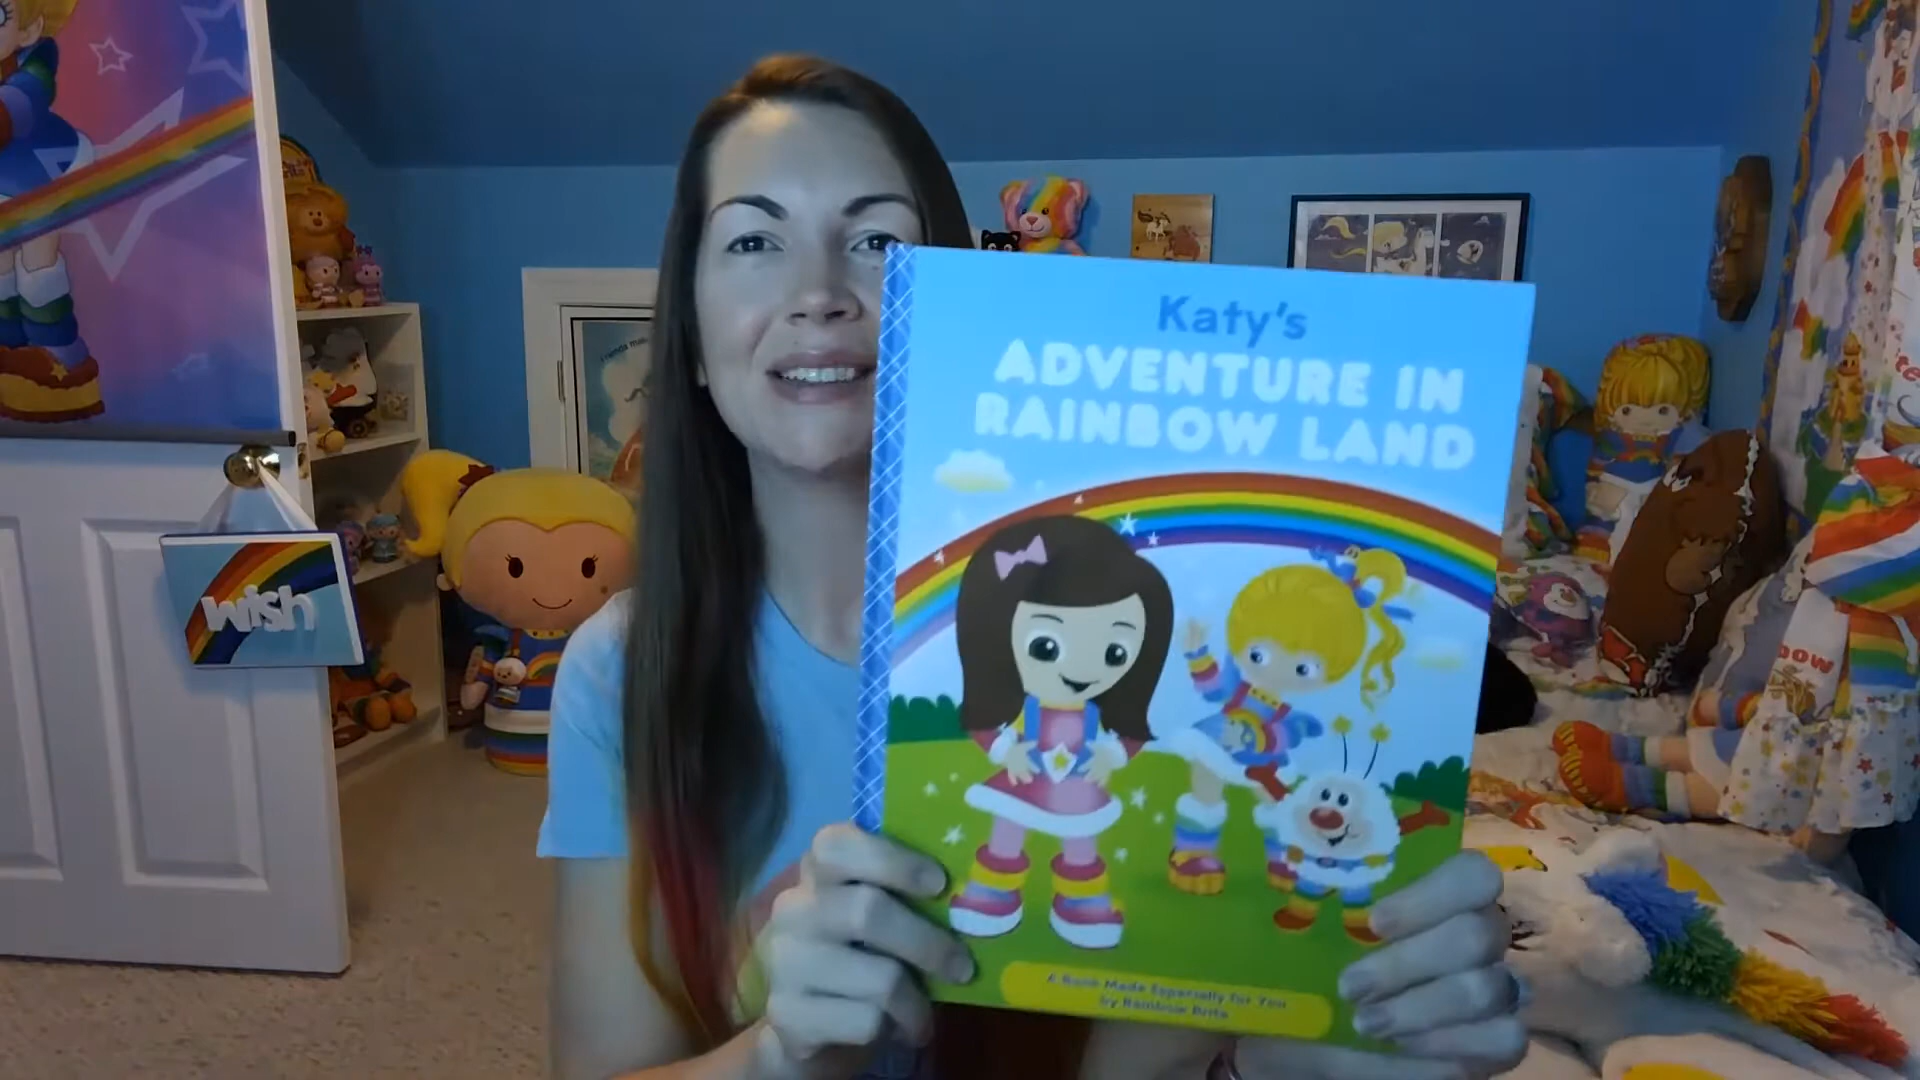 Katy's
ADVENTURE IN
RAINBOW LAND
wish
A Book Made Especially for You
by Rainbow Brite